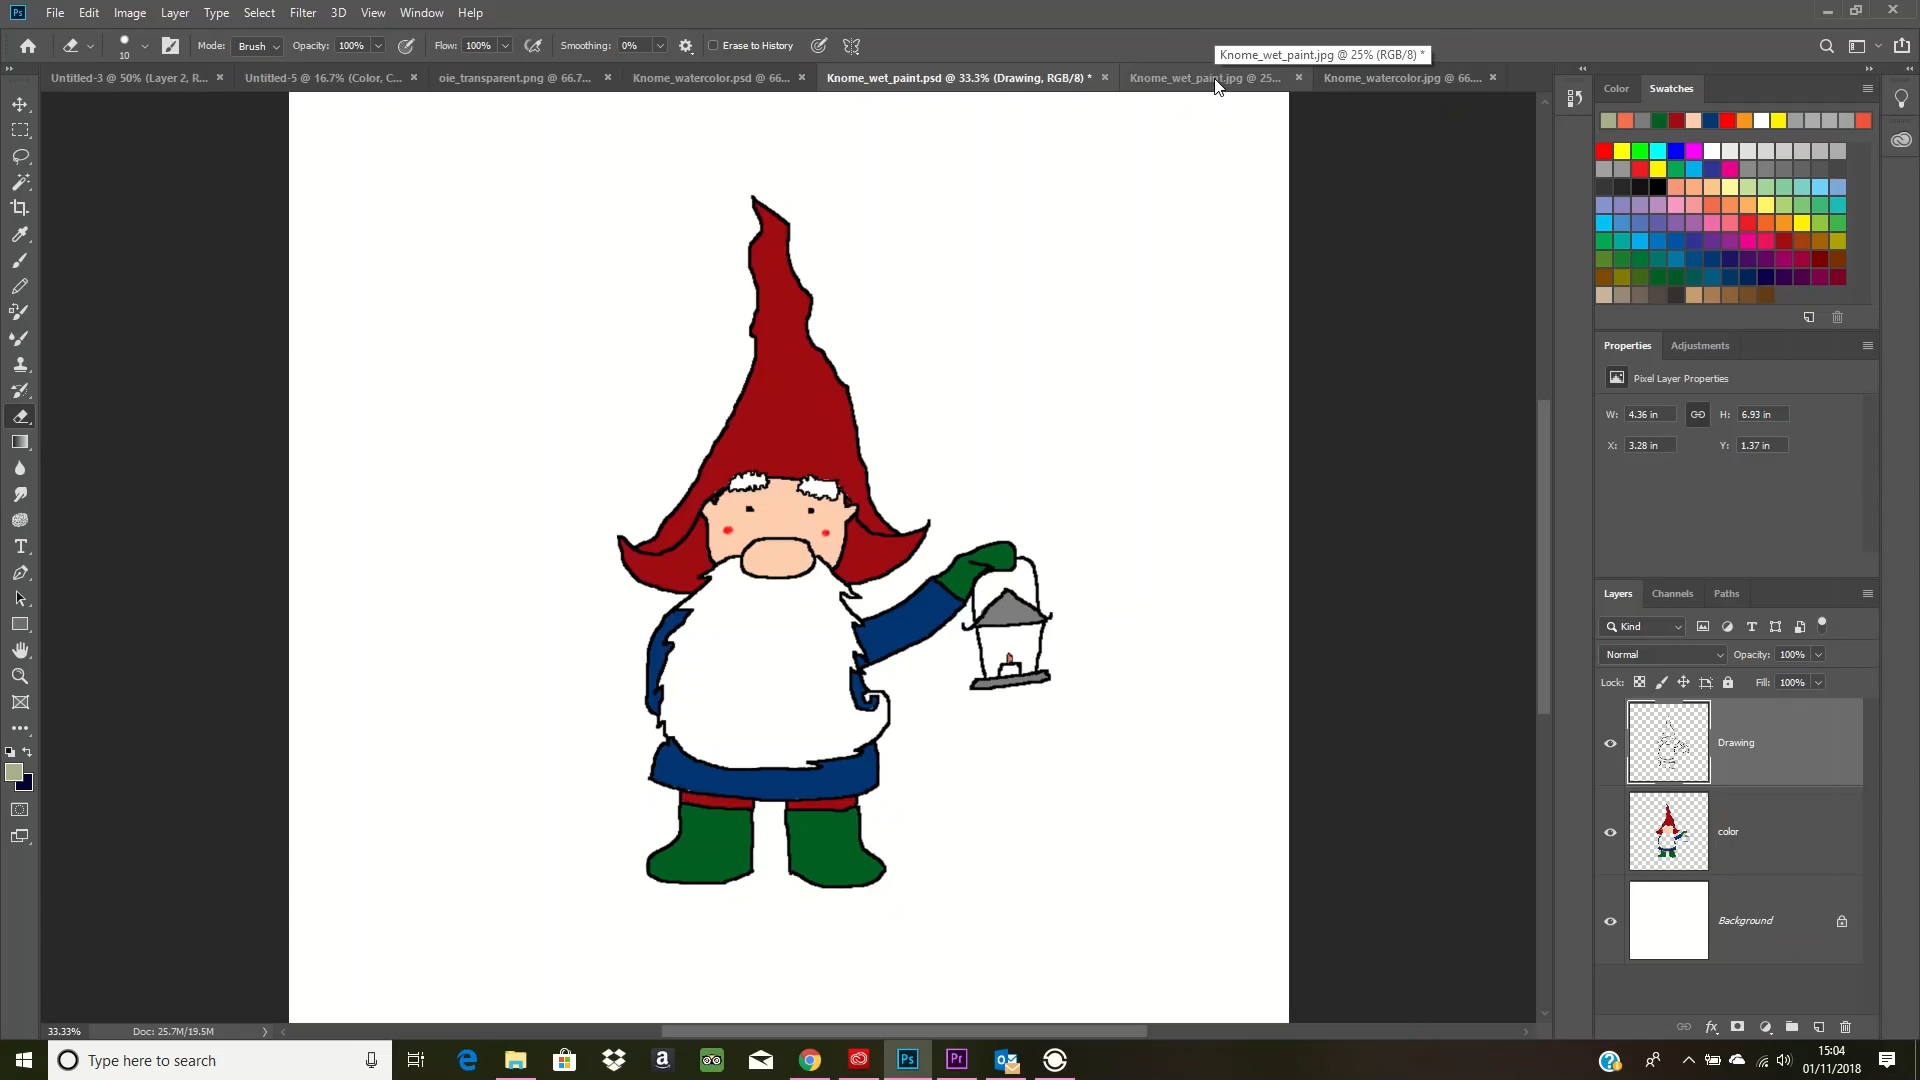 Ps File Edit Image Layer Type Select Filter 3D View Window Help
10 Mode: Brush Opacity: 100% Flow: 100% Smoothing: 0% Erase to History
Knome_wet_paint.jpg @ 25% (RGB/8) *
Untitled-3 @ 50% (Layer 2, R... × Untitled-5 @ 16.7% (Color, C... × oie_transparent.png @ 66.7... × Knome_watercolor.psd @ 66.... × Knome_wet_paint.psd @ 33.3% (Drawing, RGB/8) * × Knome_wet_paint.jpg @ 25... × Knome_watercolor.jpg @ 66.... ×
Color Swatches
Properties Adjustments
Pixel Layer Properties
W: 4.36 in H: 6.93 in
X: 3.28 in Y: 1.37 in
Layers Channels Paths
Kind
Normal Opacity: 100%
Lock: Fill: 100%
Drawing
color
Background
fx
33.33% Doc: 25.7M/19.5M
Type here to search
Ps Pr
15:04
01/11/2018